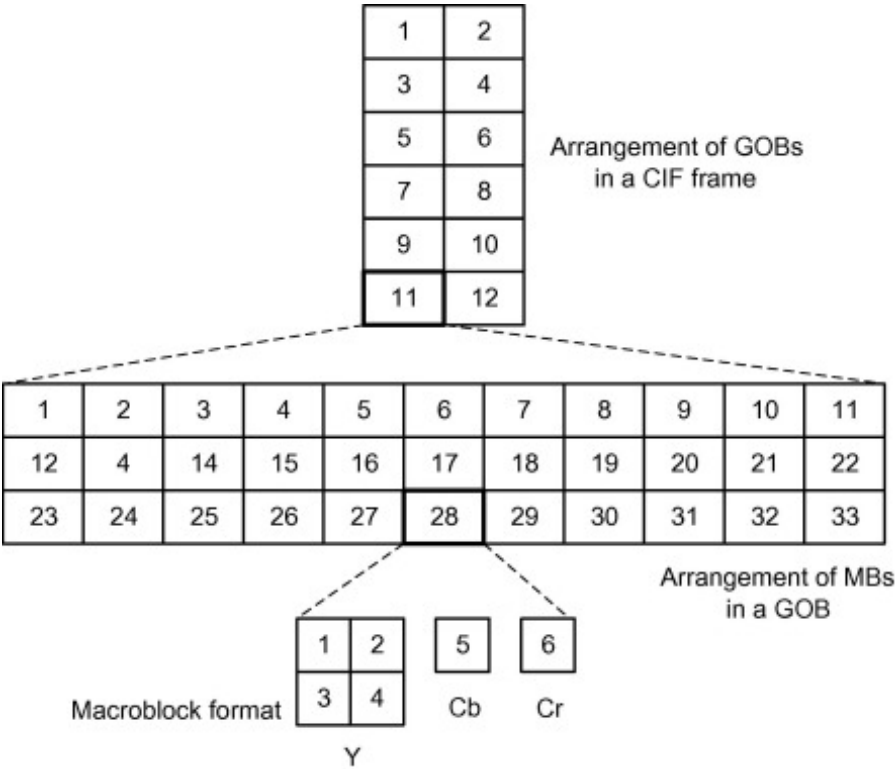 1 2
3 4
5 6
Arrangement of GOBs
in a CIF frame
7 8
9 10
11 12
1 2 3 4 5 6 7 8 9 10 11
12 4 14 15 16 17 18 19 20 21 22
23 24 25 26 27 28 29 30 31 32 33
Arrangement of MBs
in a GOB
1 2 5 6
3 4
Macroblock format
Cb Cr
Y